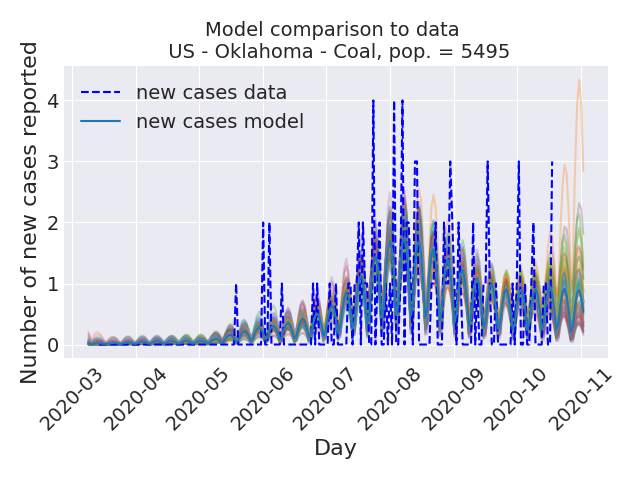 Model comparison to data
US - Oklahoma - Coal, pop. = 5495
Number of new cases reported
4
3
2
1
0
new cases data
new cases model
2020-03
2020-04
2020-05
2020-06
2020-07
2020-08
2020-09
2020-10
2020-11
Day